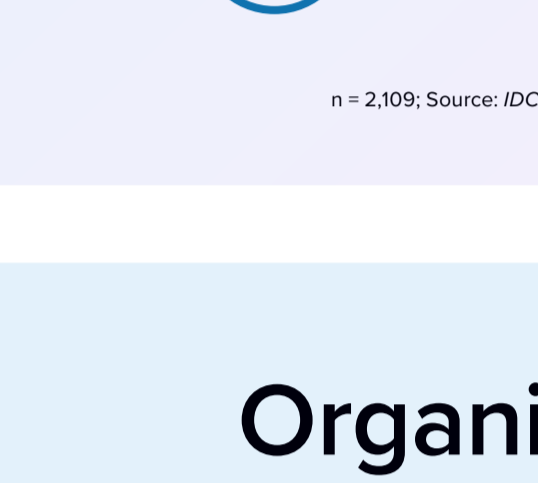 n = 2,109; Source: IDC
Organi